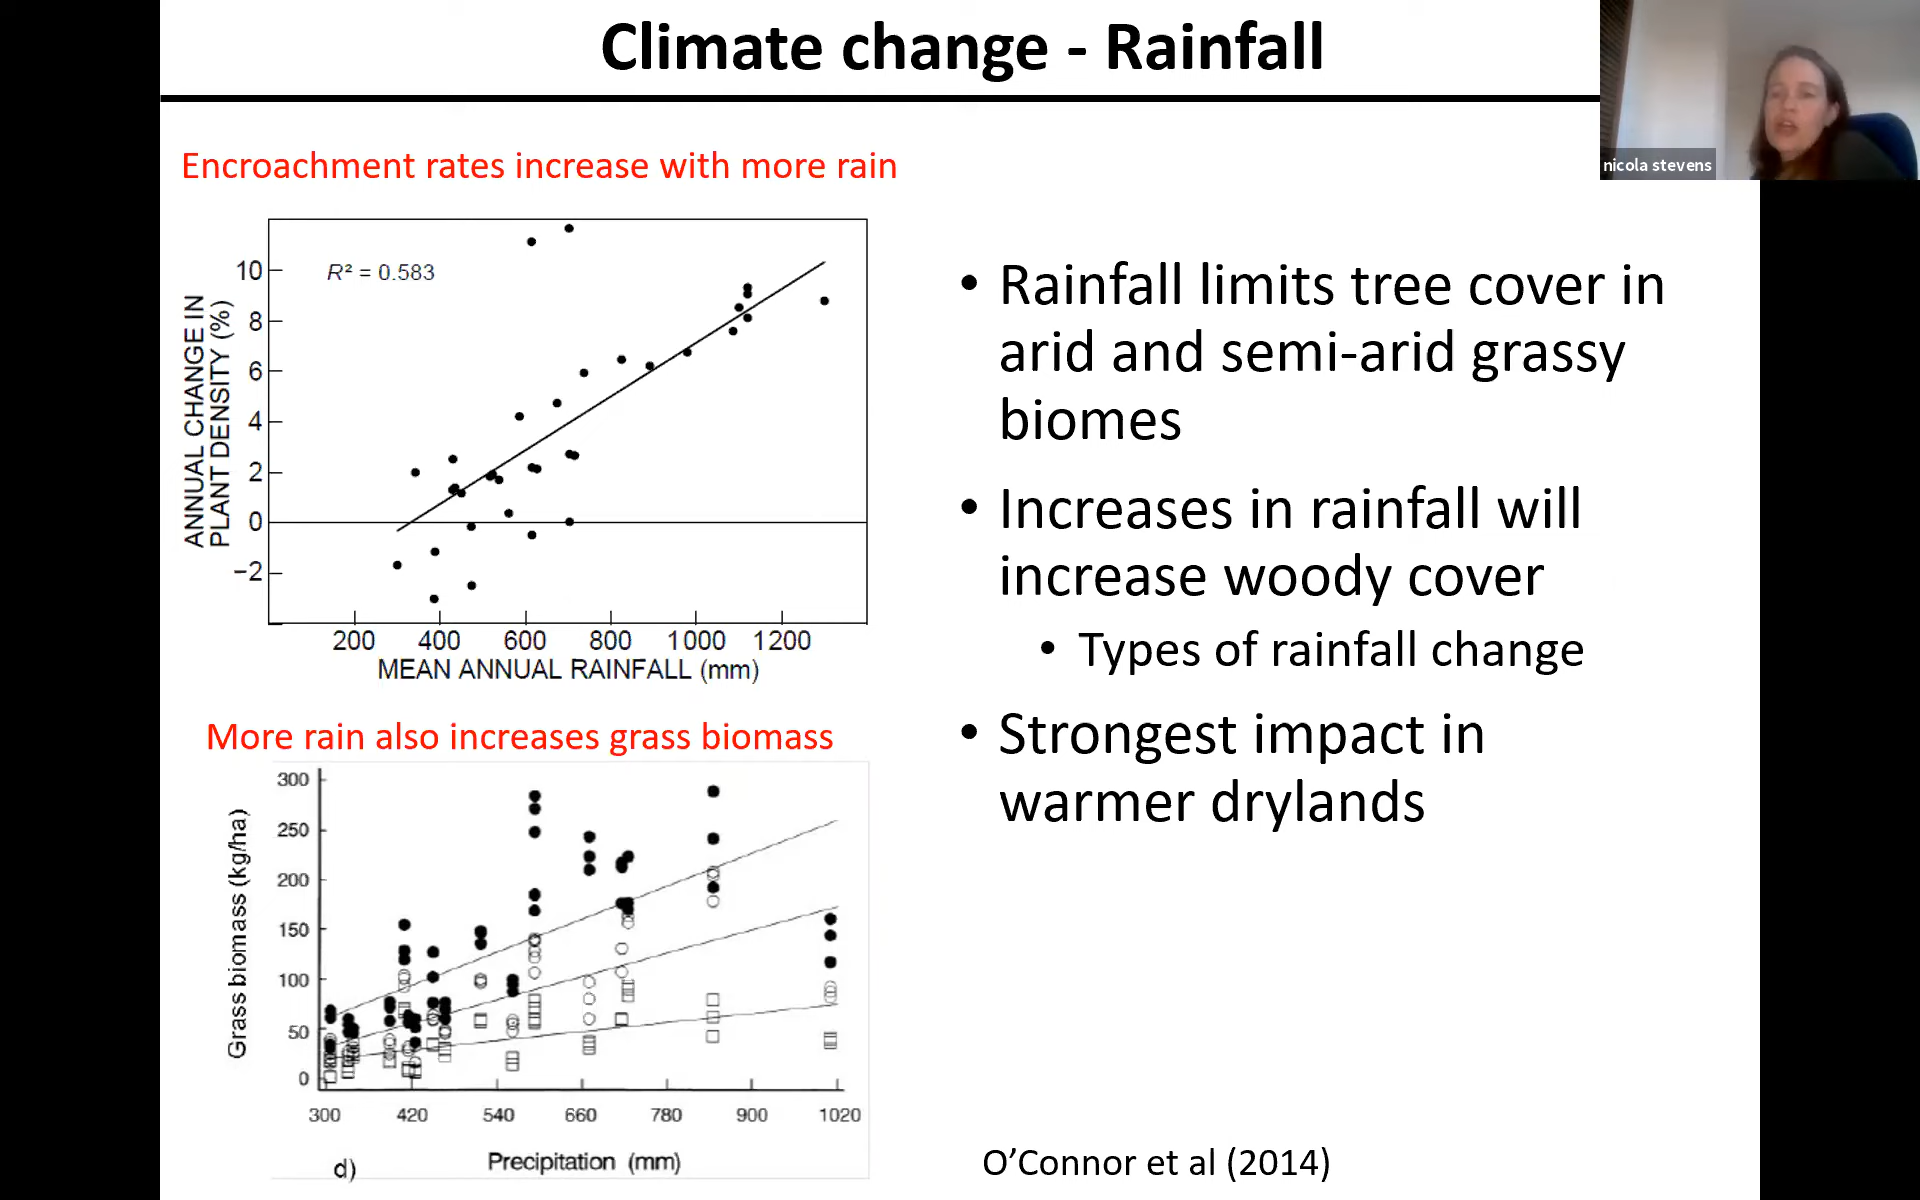 Climate change - Rainfall
nicola stevens
Encroachment rates increase with more rain
R² = 0.583
ANNUAL CHANGE IN
PLANT DENSITY (%)
10
8
6
4
2
0
−2
200 400 600 800 1000 1200
MEAN ANNUAL RAINFALL (mm)
More rain also increases grass biomass
Grass biomass (kg/ha)
300
250
200
150
100
50
0
300 420 540 660 780 900 1020
d) Precipitation (mm)
• Rainfall limits tree cover in
arid and semi-arid grassy
biomes
• Increases in rainfall will
increase woody cover
• Types of rainfall change
• Strongest impact in
warmer drylands
O’Connor et al (2014)